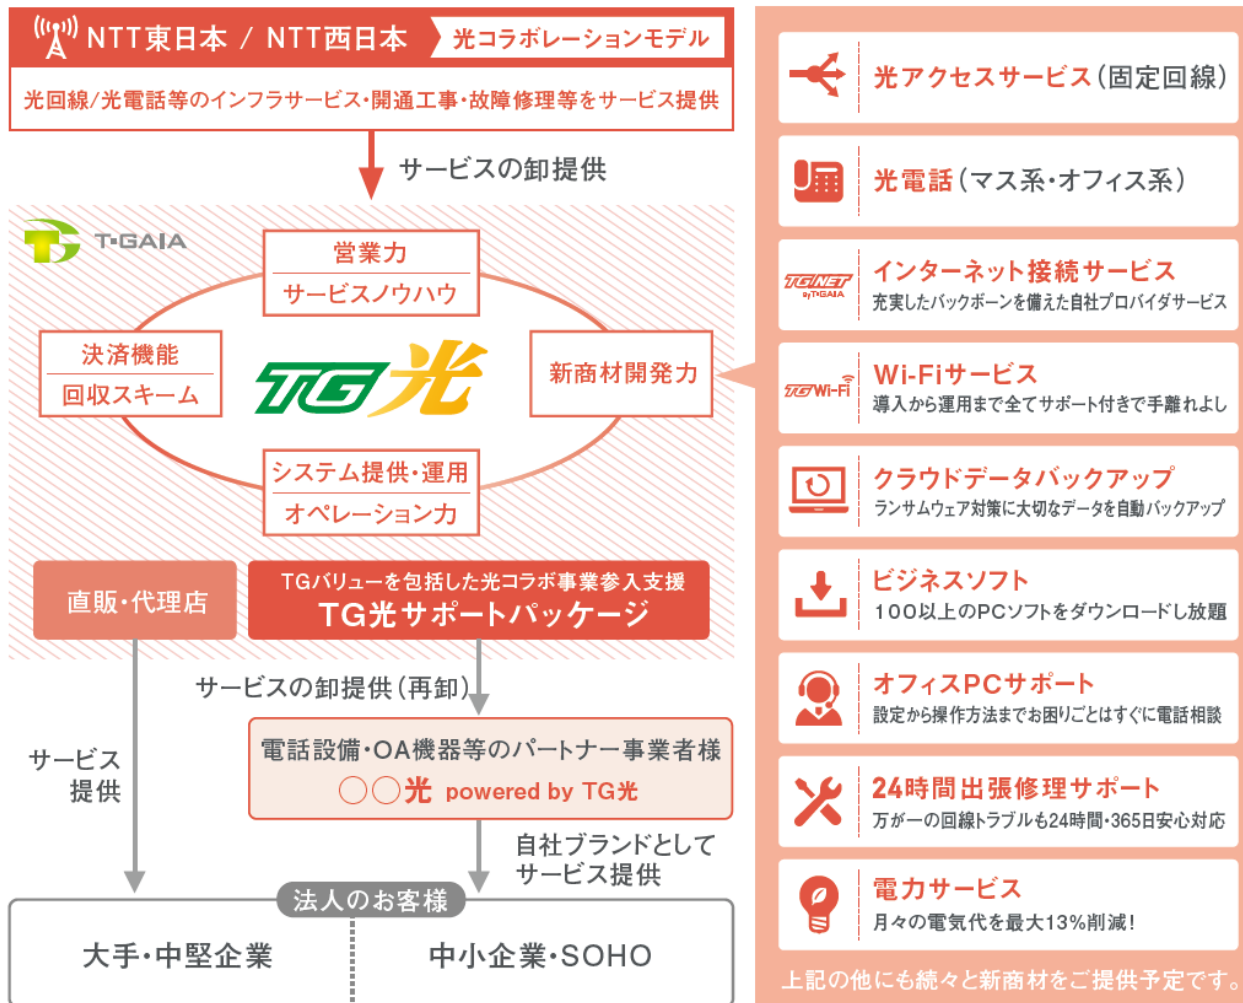 NTT東日本 / NTT西日本
光コラボレーションモデル
光回線/光電話等のインフラサービス・開通工事・故障修理等をサービス提供
サービスの卸提供
T・GAIA
営業力
サービスノウハウ
決済機能
回収スキーム
TG光
新商材開発力
システム提供・運用
オペレーション力
直販・代理店
TGバリューを包括した光コラボ事業参入支援
TG光サポートパッケージ
サービスの卸提供（再卸）
サービス
提供
電話設備・OA機器等のパートナー事業者様
○○光 powered by TG光
自社ブランドとして
サービス提供
法人のお客様
大手・中堅企業
中小企業・SOHO
光アクセスサービス（固定回線）
光電話（マス系・オフィス系）
TGNET
by T・GAIA
インターネット接続サービス
充実したバックボーンを備えた自社プロバイダサービス
TG Wi-Fi
Wi-Fiサービス
導入から運用まで全てサポート付きで手離れよし
クラウドデータバックアップ
ランサムウェア対策に大切なデータを自動バックアップ
ビジネスソフト
100以上のPCソフトをダウンロードし放題
オフィスPCサポート
設定から操作方法までお困りごとはすぐに電話相談
24時間出張修理サポート
万が一の回線トラブルも24時間・365日安心対応
電力サービス
月々の電気代を最大13%削減！
上記の他にも続々と新商材をご提供予定です。